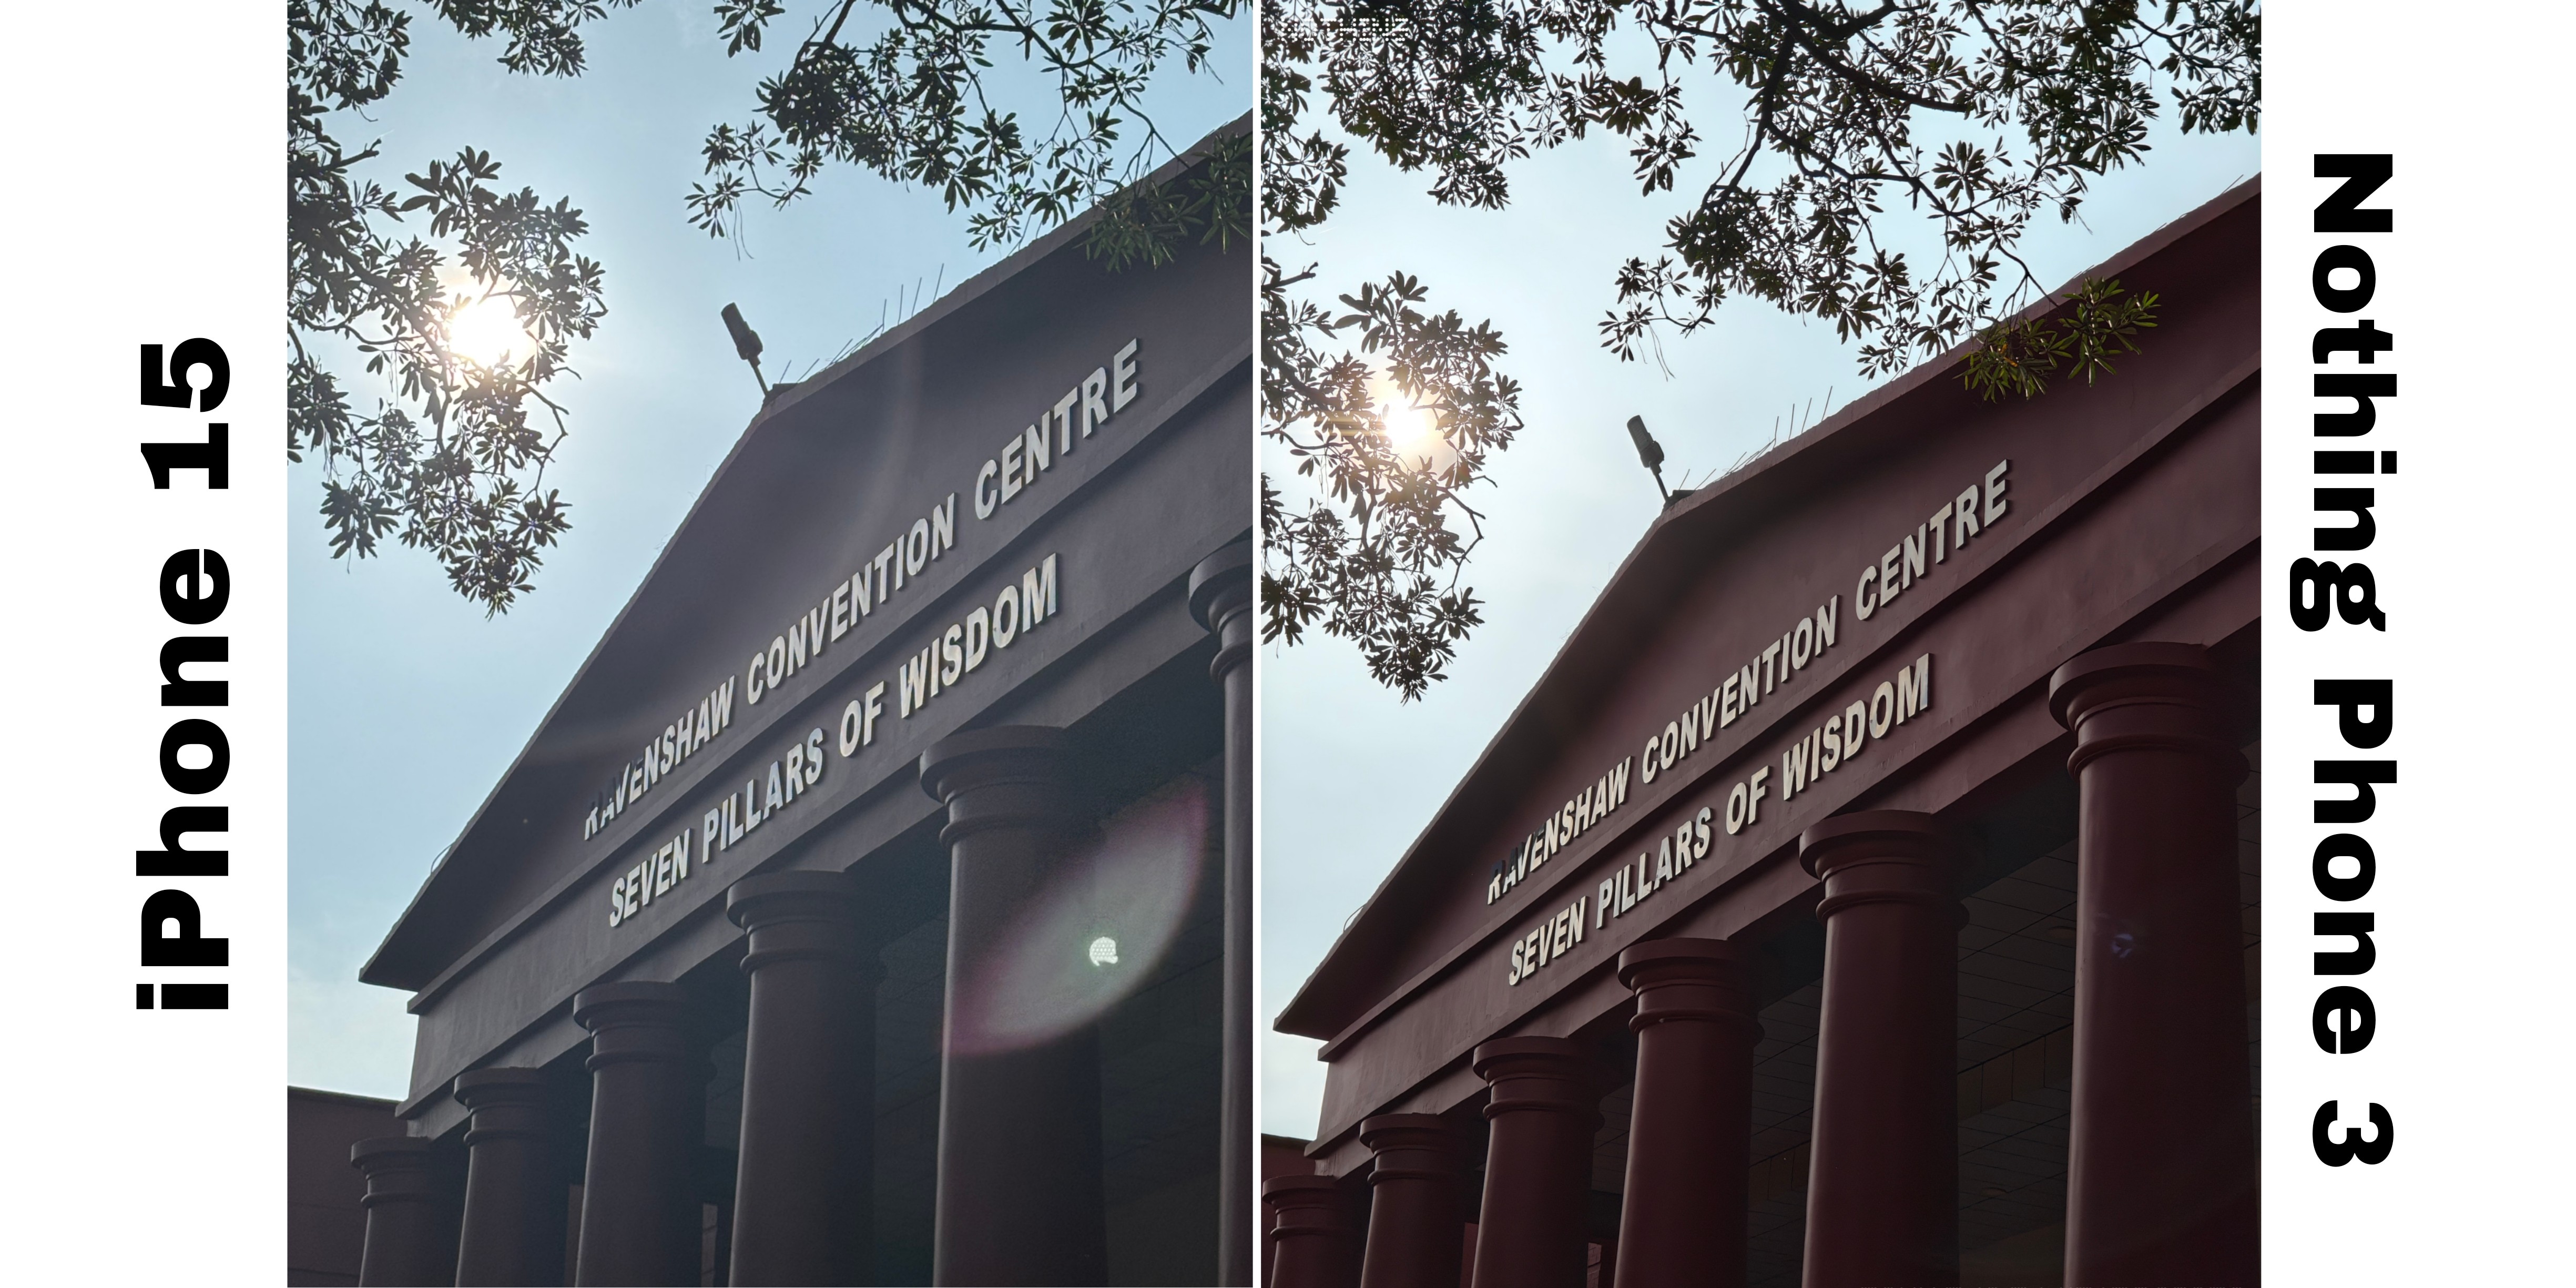 iPhone 15
RAVENSHAW CONVENTION CENTRE
SEVEN PILLARS OF WISDOM
RAVENSHAW CONVENTION CENTRE
SEVEN PILLARS OF WISDOM
Nothing Phone 3